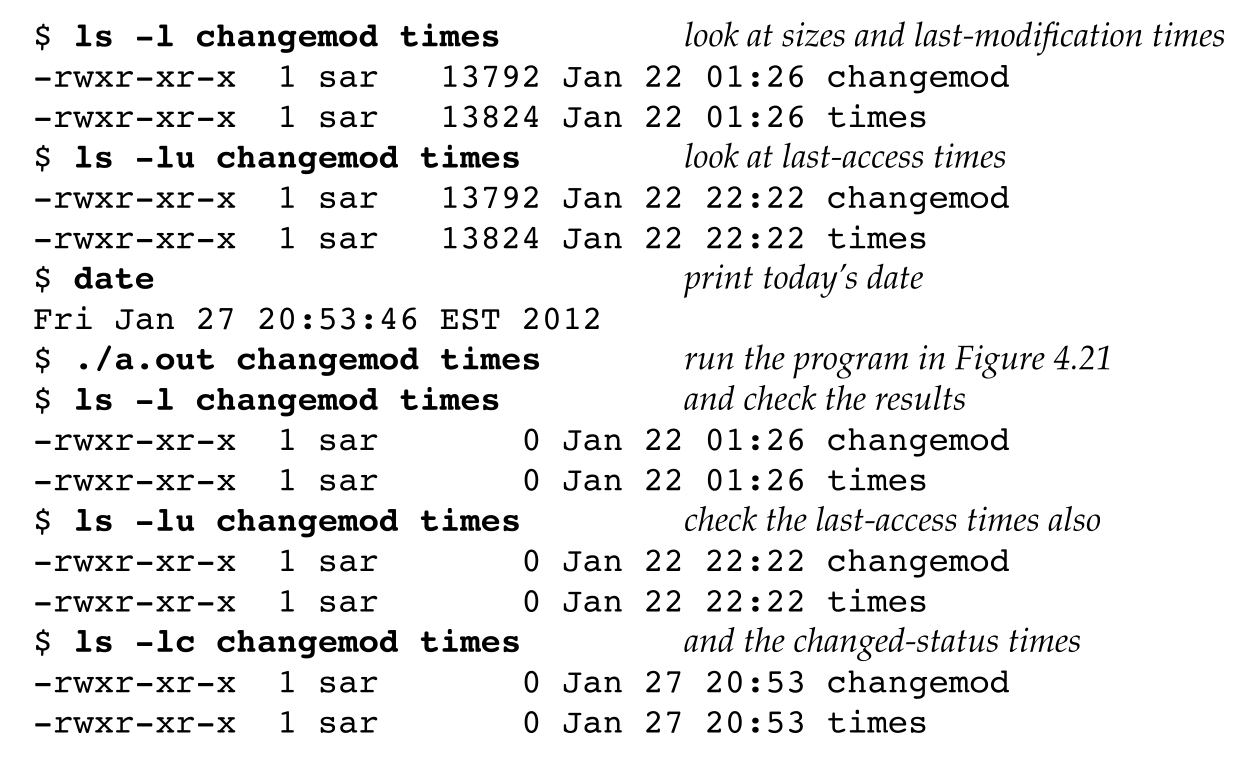 $ ls -l changemod times look at sizes and last-modification times
-rwxr-xr-x 1 sar 13792 Jan 22 01:26 changemod
-rwxr-xr-x 1 sar 13824 Jan 22 01:26 times
$ ls -lu changemod times look at last-access times
-rwxr-xr-x 1 sar 13792 Jan 22 22:22 changemod
-rwxr-xr-x 1 sar 13824 Jan 22 22:22 times
$ date print today’s date
Fri Jan 27 20:53:46 EST 2012
$ ./a.out changemod times run the program in Figure 4.21
$ ls -l changemod times and check the results
-rwxr-xr-x 1 sar 0 Jan 22 01:26 changemod
-rwxr-xr-x 1 sar 0 Jan 22 01:26 times
$ ls -lu changemod times check the last-access times also
-rwxr-xr-x 1 sar 0 Jan 22 22:22 changemod
-rwxr-xr-x 1 sar 0 Jan 22 22:22 times
$ ls -lc changemod times and the changed-status times
-rwxr-xr-x 1 sar 0 Jan 27 20:53 changemod
-rwxr-xr-x 1 sar 0 Jan 27 20:53 times